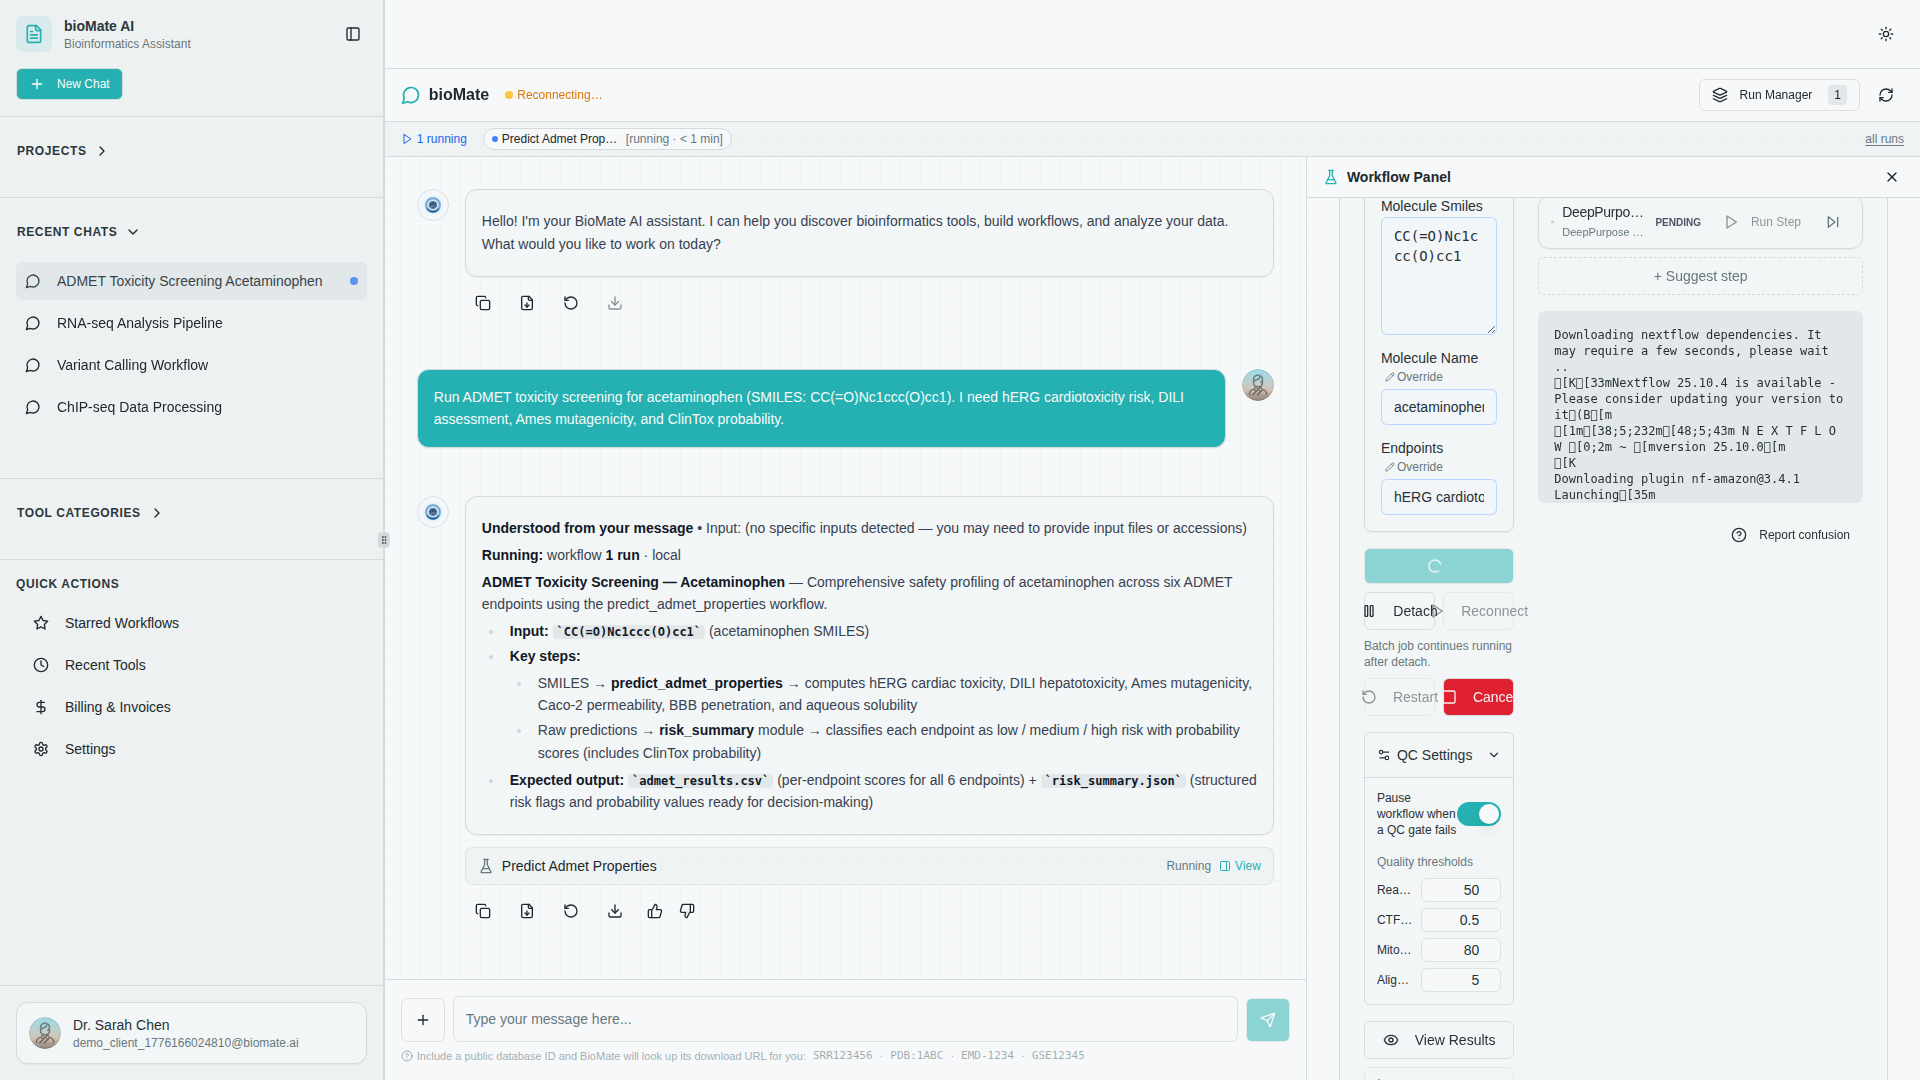 bioMate AI
Bioinformatics Assistant
New Chat
PROJECTS
RECENT CHATS
ADMET Toxicity Screening Acetaminophen
RNA-seq Analysis Pipeline
Variant Calling Workflow
ChIP-seq Data Processing
TOOL CATEGORIES
QUICK ACTIONS
Starred Workflows
Recent Tools
Billing & Invoices
Settings
Dr. Sarah Chen
demo_client_1776166024810@biomate.ai
bioMate
Reconnecting…
Run Manager 1
1 running
Predict Admet Prop… [running · < 1 min]
all runs
Hello! I'm your BioMate AI assistant. I can help you discover bioinformatics tools, build workflows, and analyze your data.
What would you like to work on today?
Run ADMET toxicity screening for acetaminophen (SMILES: CC(=O)Nc1ccc(O)cc1). I need hERG cardiotoxicity risk, DILI
assessment, Ames mutagenicity, and ClinTox probability.
Understood from your message • Input: (no specific inputs detected — you may need to provide input files or accessions)
Running: workflow 1 run · local
ADMET Toxicity Screening — Acetaminophen — Comprehensive safety profiling of acetaminophen across six ADMET
endpoints using the predict_admet_properties workflow.
Input: `CC(=O)Nc1ccc(O)cc1` (acetaminophen SMILES)
Key steps:
SMILES → predict_admet_properties → computes hERG cardiac toxicity, DILI hepatotoxicity, Ames mutagenicity,
Caco-2 permeability, BBB penetration, and aqueous solubility
Raw predictions → risk_summary module → classifies each endpoint as low / medium / high risk with probability
scores (includes ClinTox probability)
Expected output: `admet_results.csv` (per-endpoint scores for all 6 endpoints) + `risk_summary.json` (structured
risk flags and probability values ready for decision-making)
Predict Admet Properties
Running View
Type your message here...
Include a public database ID and BioMate will look up its download URL for you: SRR123456 · PDB:1ABC · EMD-1234 · GSE12345
Workflow Panel
Molecule Smiles
CC(=O)Nc1c
cc(O)cc1
Molecule Name
Override
acetaminophen
Endpoints
Override
hERG cardioto
Detach
Reconnect
Batch job continues running
after detach.
Restart
Cance
QC Settings
Pause
workflow when
a QC gate fails
Quality thresholds
Rea… 50
CTF… 0.5
Mito… 80
Alig… 5
View Results
DeepPurpo…
DeepPurpose …
PENDING
Run Step
+ Suggest step
Downloading nextflow dependencies. It
may require a few seconds, please wait
..
[K[33mNextflow 25.10.4 is available -
Please consider updating your version to
it(B[m
[1m[38;5;232m[48;5;43m N E X T F L O
W [0;2m ~ [mversion 25.10.0[m
[K
Downloading plugin nf-amazon@3.4.1
Launching[35m
Report confusion